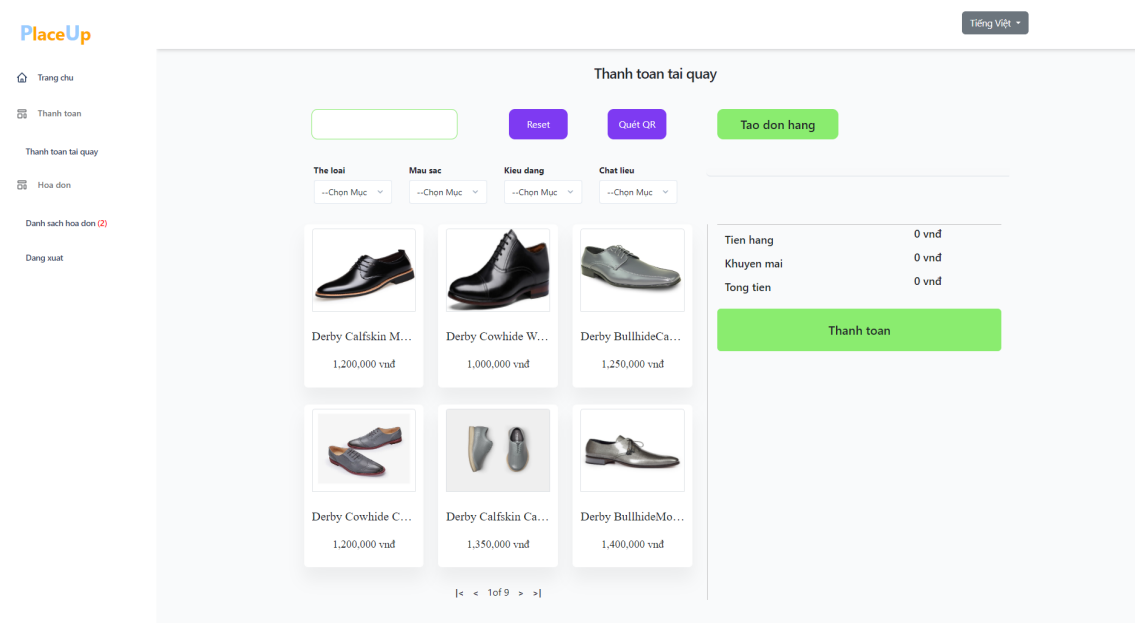 PlaceUp
Tiếng Việt
Trang chu
Thanh toan
Thanh toan tai quay
Hoa don
Danh sach hoa don (2)
Dang xuat
Thanh toan tai quay
Reset
Quét QR
Tao don hang
The loai
Mau sac
Kieu dang
Chat lieu
--Chọn Mục
--Chọn Mục
--Chọn Mục
--Chọn Mục
Derby Calfskin M...
Derby Cowhide W...
Derby BullhideCa...
1,200,000 vnđ
1,000,000 vnđ
1,250,000 vnđ
Derby Cowhide C...
Derby Calfskin Ca...
Derby BullhideMo...
1,200,000 vnđ
1,350,000 vnđ
1,400,000 vnđ
|< < 1of 9 > >|
Tien hang 0 vnđ
Khuyen mai 0 vnđ
Tong tien 0 vnđ
Thanh toan